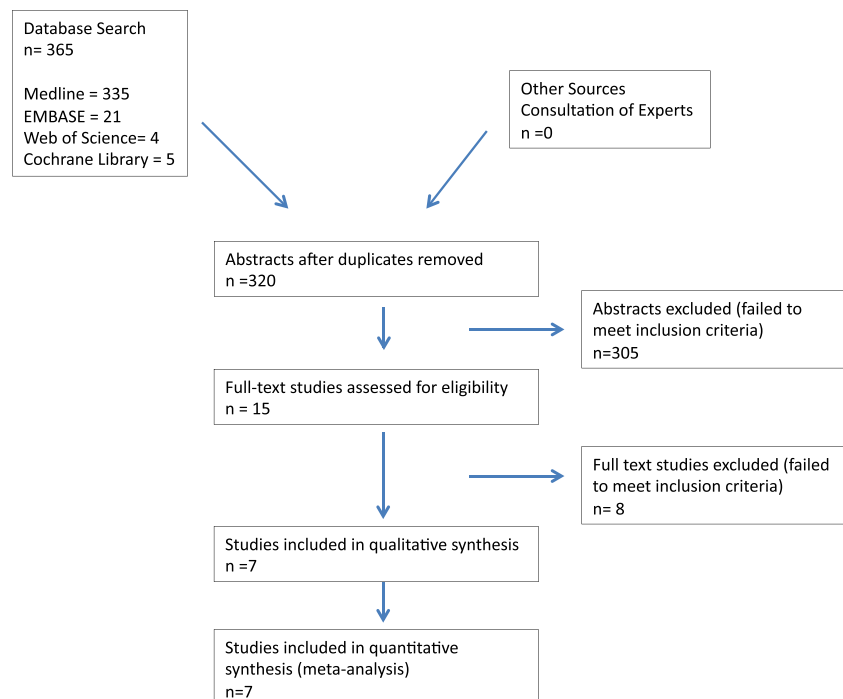 Database Search
n= 365
Medline = 335
EMBASE = 21
Web of Science= 4
Cochrane Library = 5
Other Sources
Consultation of Experts
n =0
Abstracts after duplicates removed
n =320
Abstracts excluded (failed to
meet inclusion criteria)
n=305
Full-text studies assessed for eligibility
n = 15
Full text studies excluded (failed
to meet inclusion criteria)
n= 8
Studies included in qualitative synthesis
n =7
Studies included in quantitative
synthesis (meta-analysis)
n=7